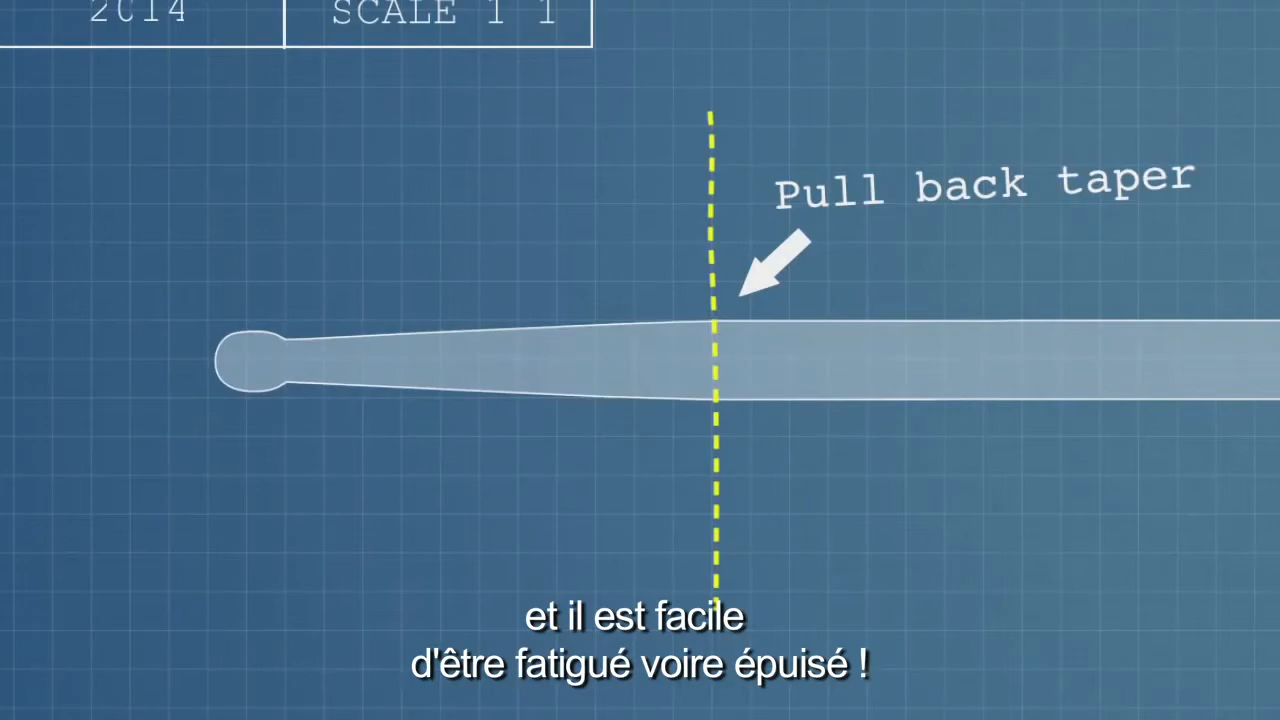 2014
SCALE 1 1
Pull back taper
et il est facile
d'être fatigué voire épuisé !